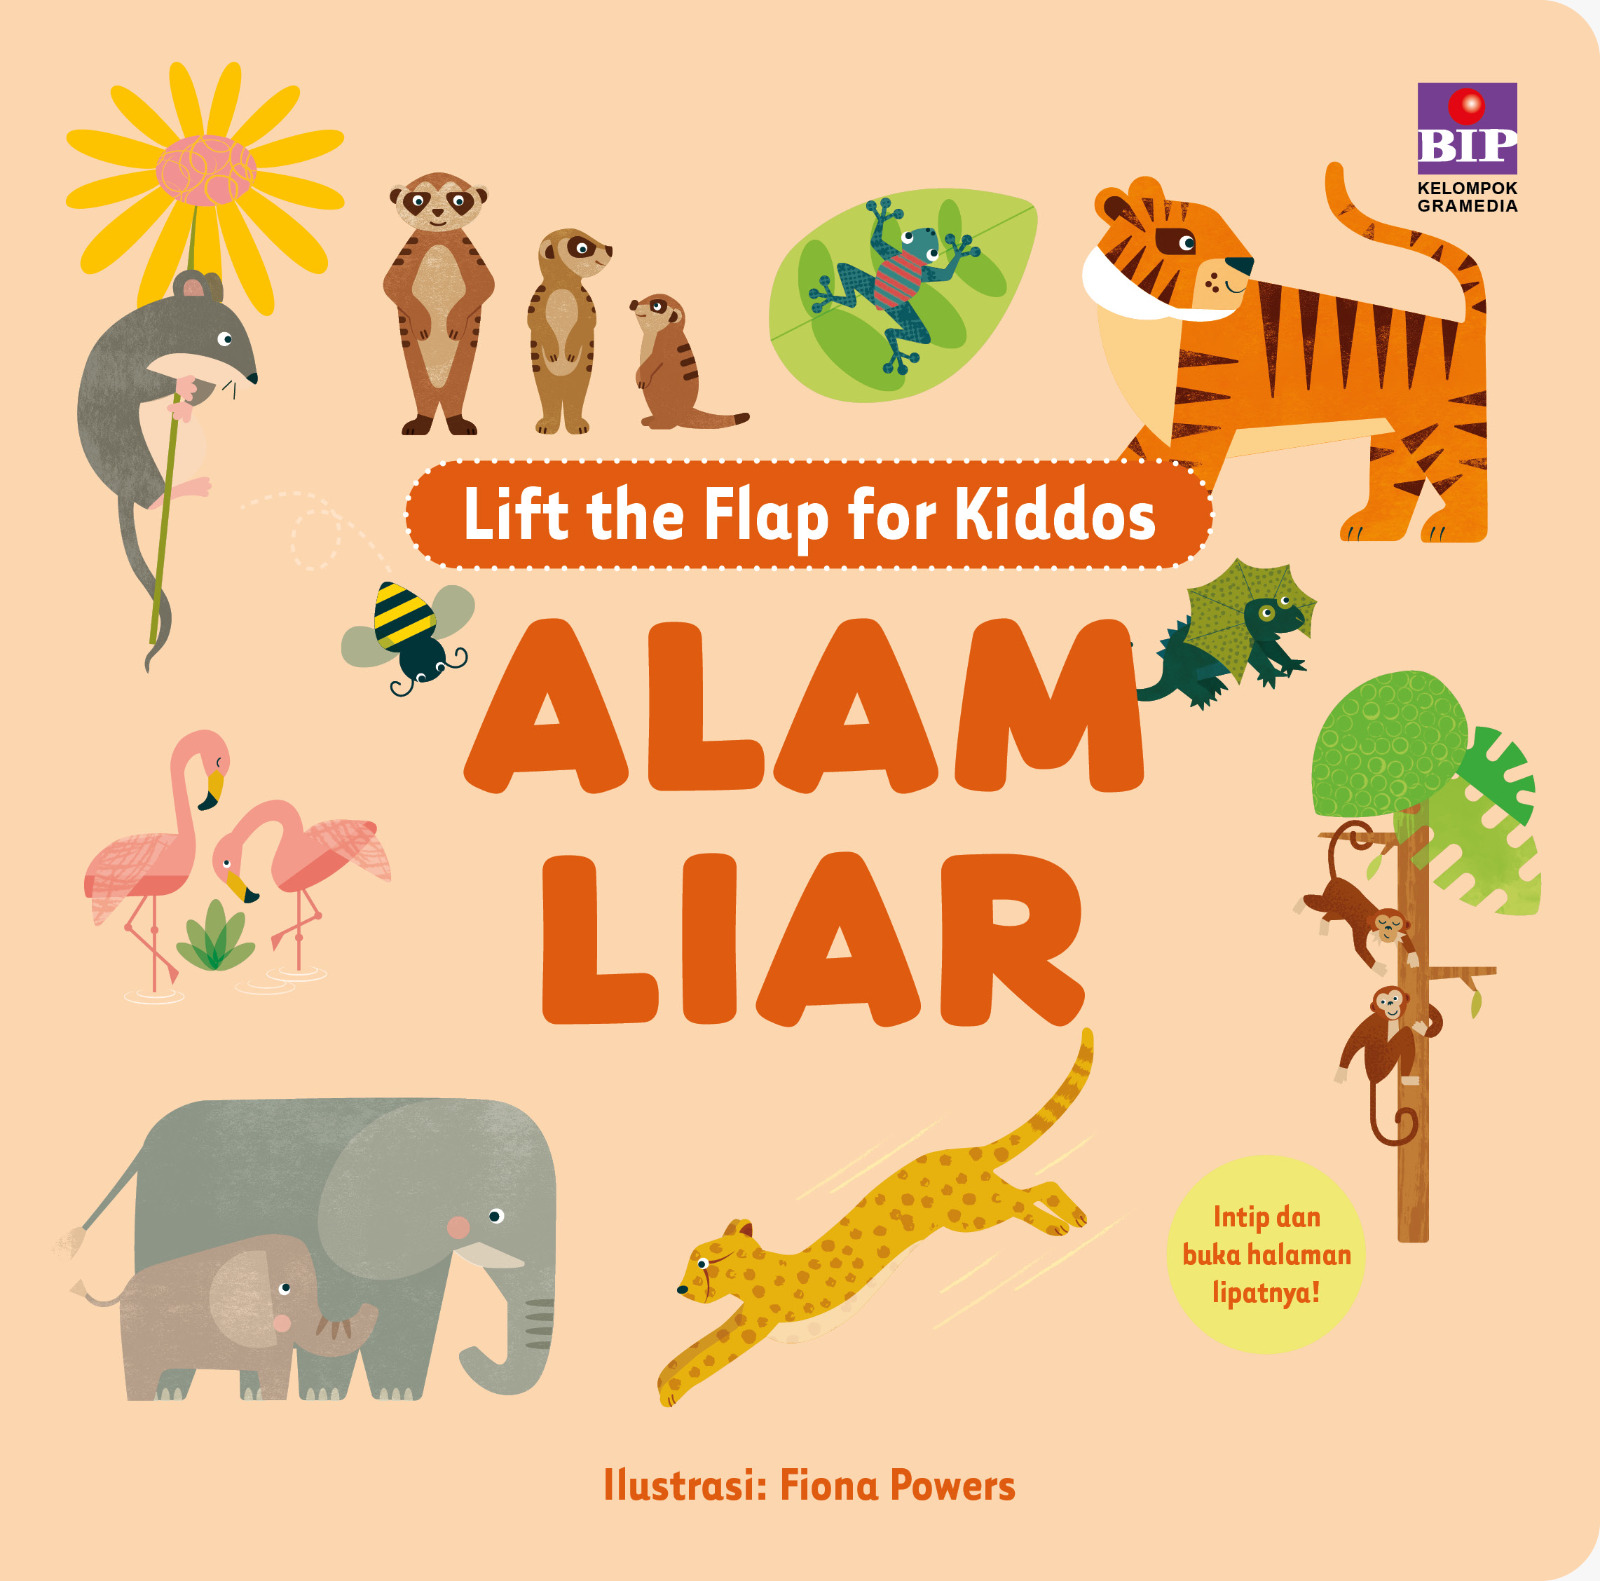 BIP
KELOMPOK
GRAMEDIA
Lift the Flap for Kiddos
ALAM
LIAR
Intip dan
buka halaman
lipatnya!
Ilustrasi: Fiona Powers